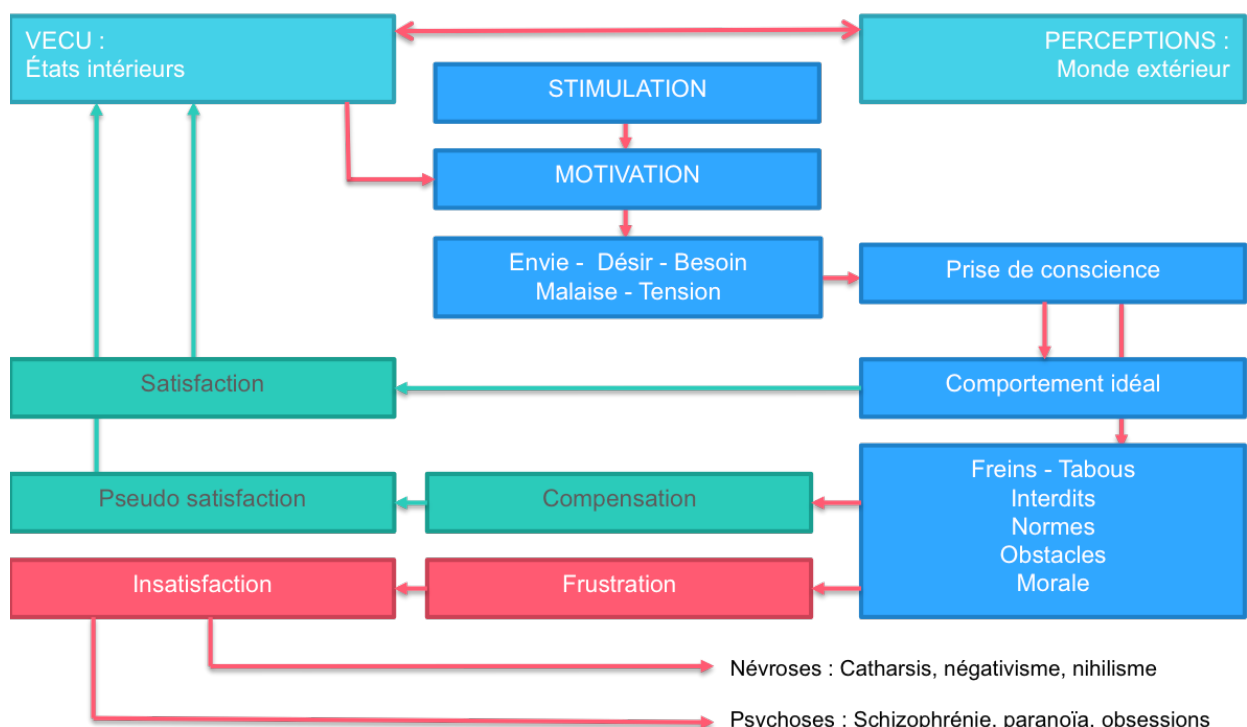 VECU :
États intérieurs
PERCEPTIONS :
Monde extérieur
STIMULATION
MOTIVATION
Envie - Désir - Besoin
Malaise - Tension
Prise de conscience
Satisfaction
Comportement idéal
Freins - Tabous
Interdits
Normes
Obstacles
Morale
Pseudo satisfaction
Compensation
Insatisfaction
Frustration
Névroses : Catharsis, négativisme, nihilisme
Psychoses : Schizophrénie, paranoïa, obsessions